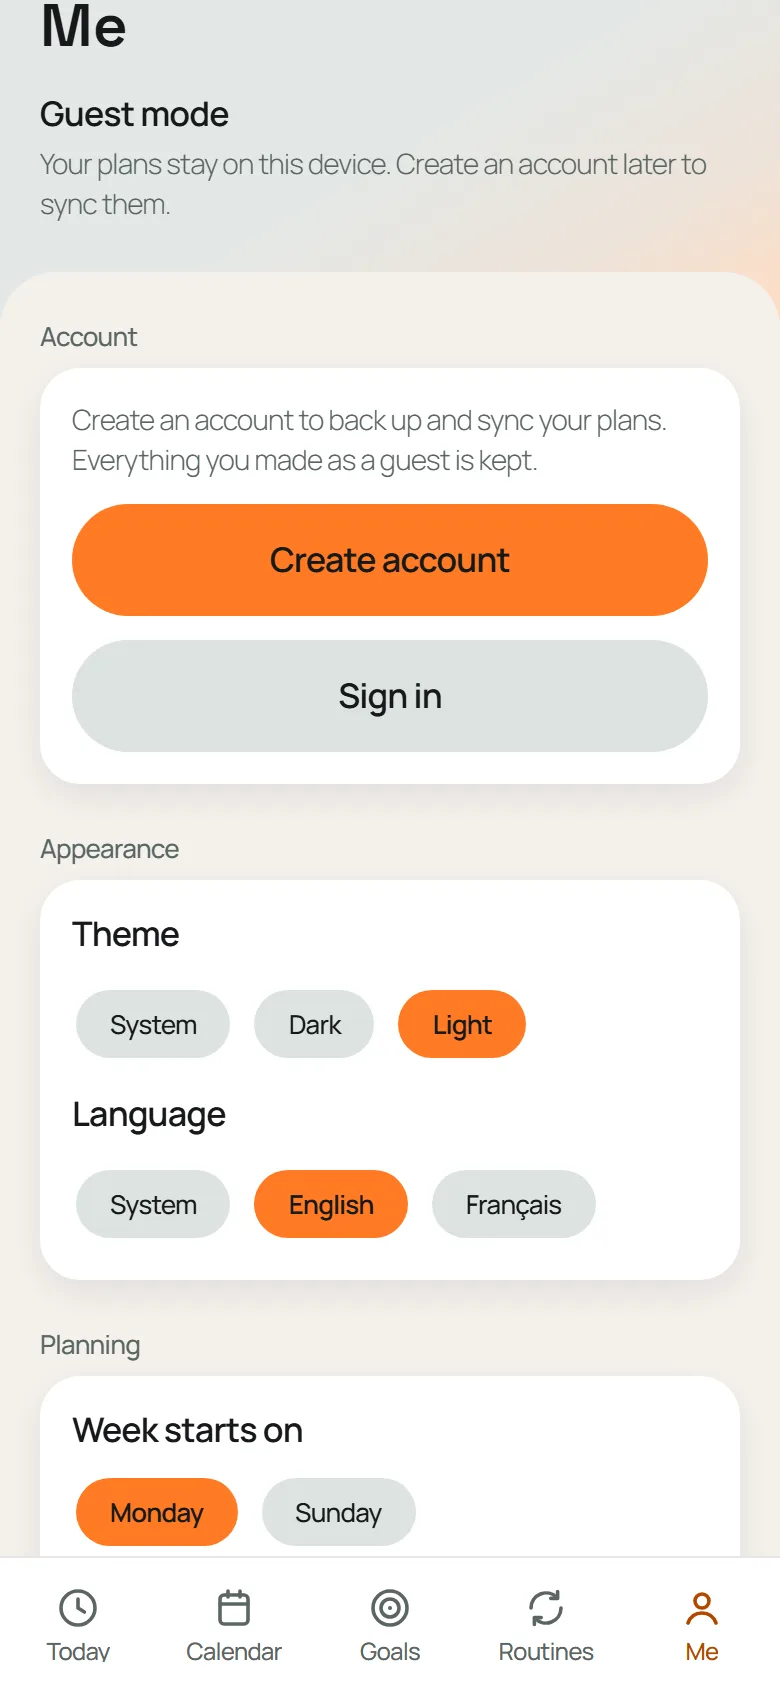 Me
Guest mode
Your plans stay on this device. Create an account later to
sync them.
Account
Create an account to back up and sync your plans.
Everything you made as a guest is kept.
Create account
Sign in
Appearance
Theme
System Dark Light
Language
System English Français
Planning
Week starts on
Monday Sunday
Today Calendar Goals Routines Me